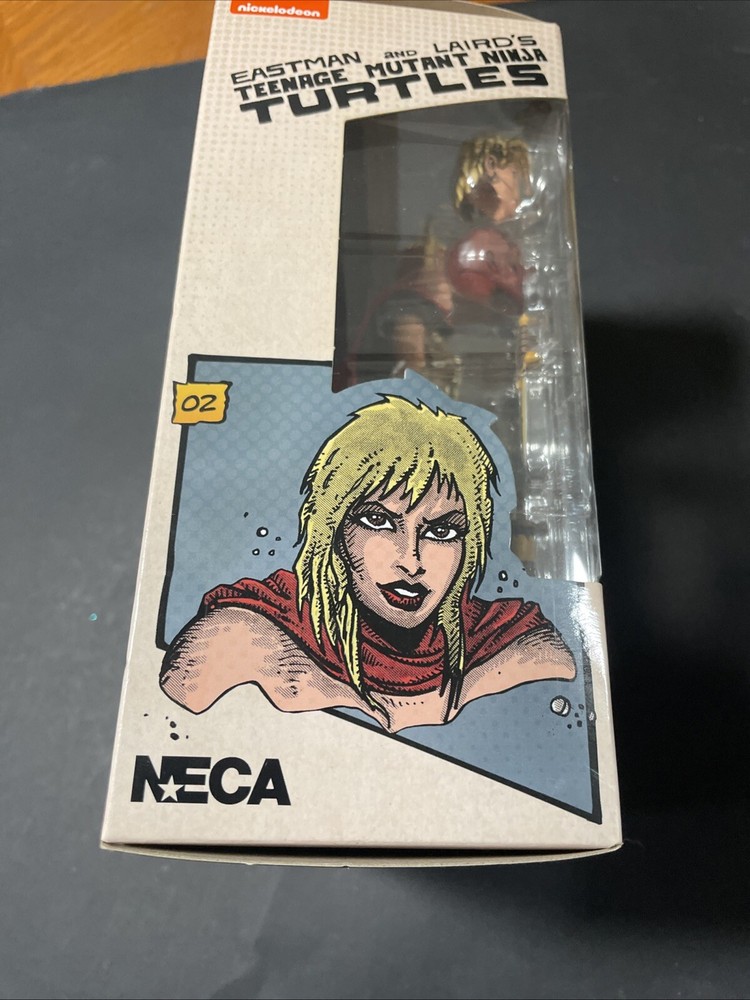 nickelodeon
EASTMAN AND LAIRD'S
TEENAGE MUTANT NINJA
TURTLES
02
NECA